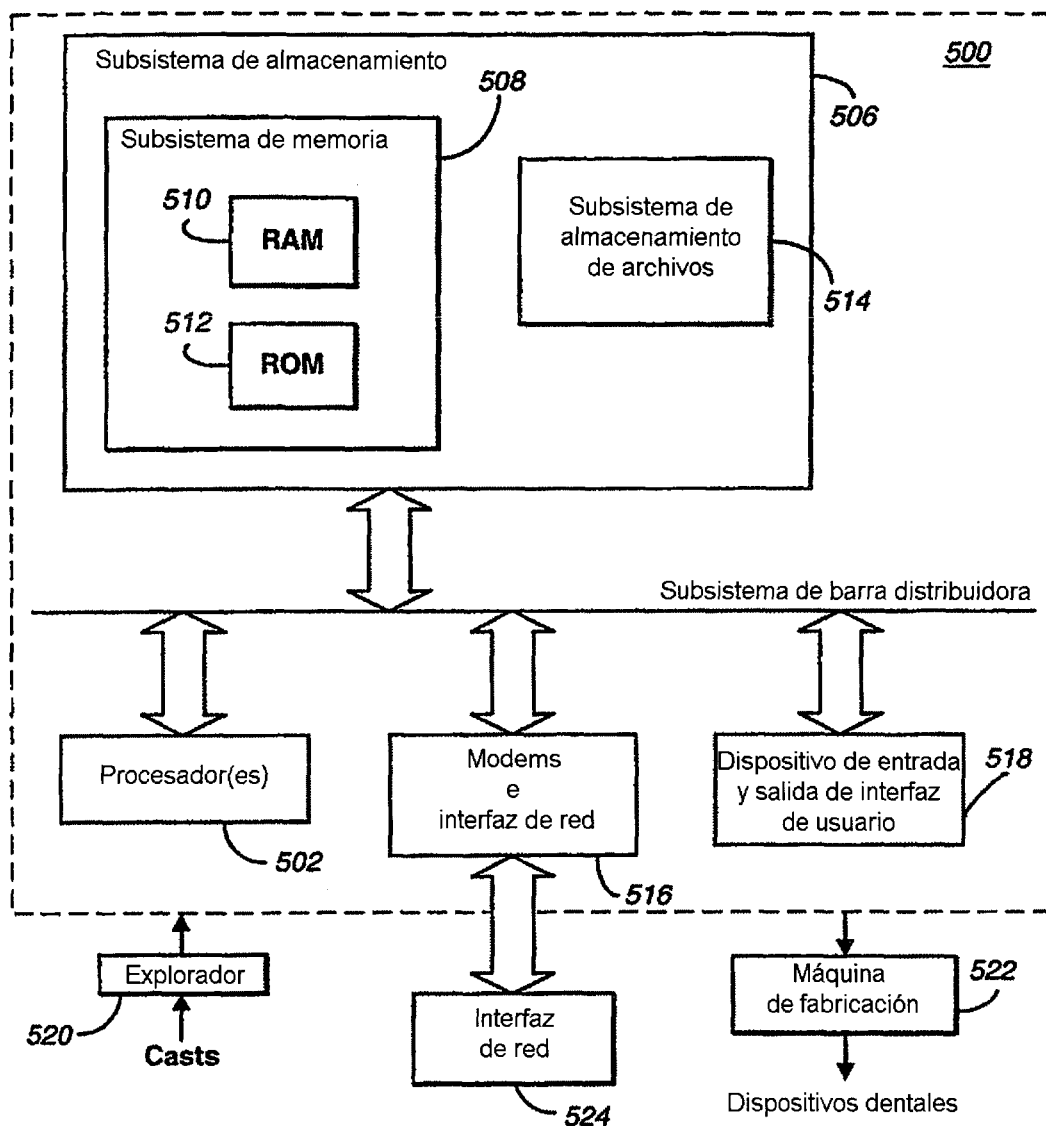 500
Subsistema de almacenamiento
508
506
Subsistema de memoria
510
RAM
Subsistema de
almacenamiento
de archivos
514
512
ROM
Subsistema de barra distribuidora
Procesador(es)
502
Modems
e
interfaz de red
516
Dispositivo de entrada
y salida de interfaz
de usuario
518
Explorador
520
Casts
Interfaz
de red
524
Máquina
de fabricación
522
Dispositivos dentales